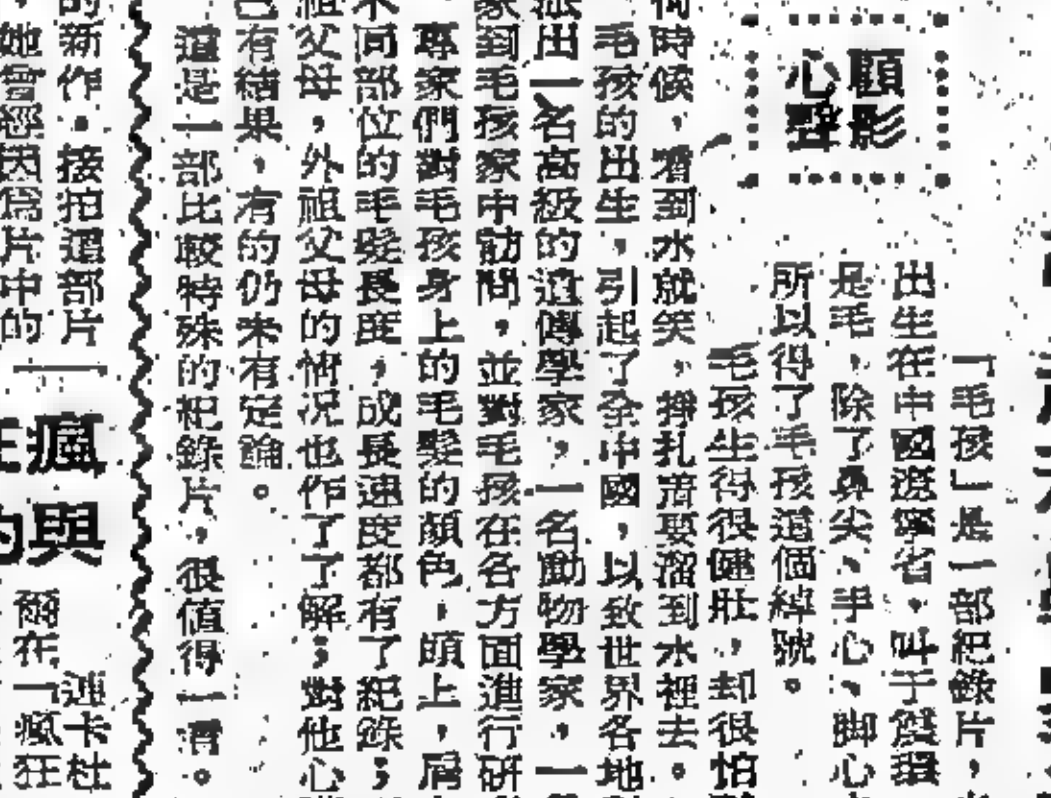 顧影
心聲
「毛孩」是一部紀錄片，
出生在中國遼寧省，叫于震
是毛，除了鼻尖、手心、脚心
所以得了毛孩這個綽號。
毛孩生得很健壯，却很怕
時候，看到水就笑，掙扎着要溜到水裡去。
毛孩的出生，引起了全中國，以致世界各地
派出一名高級的遺傳學家，一名動物學家，一
家到毛孩家中訪問，並對毛孩在各方面進行研
專家們對毛孩身上的毛髮的顏色，頭上，肩
同部位的毛髮長度，成長速度都有了紀錄；
祖父母，外祖父母的情況也作了了解；對他心
已有結果，有的仍未有定論。
這是一部比較特殊的紀錄片，很值得一看。
的新作。接拍這部片
她曾經因爲片中的
瘋
與
連卡杜
爾在一瘋狂